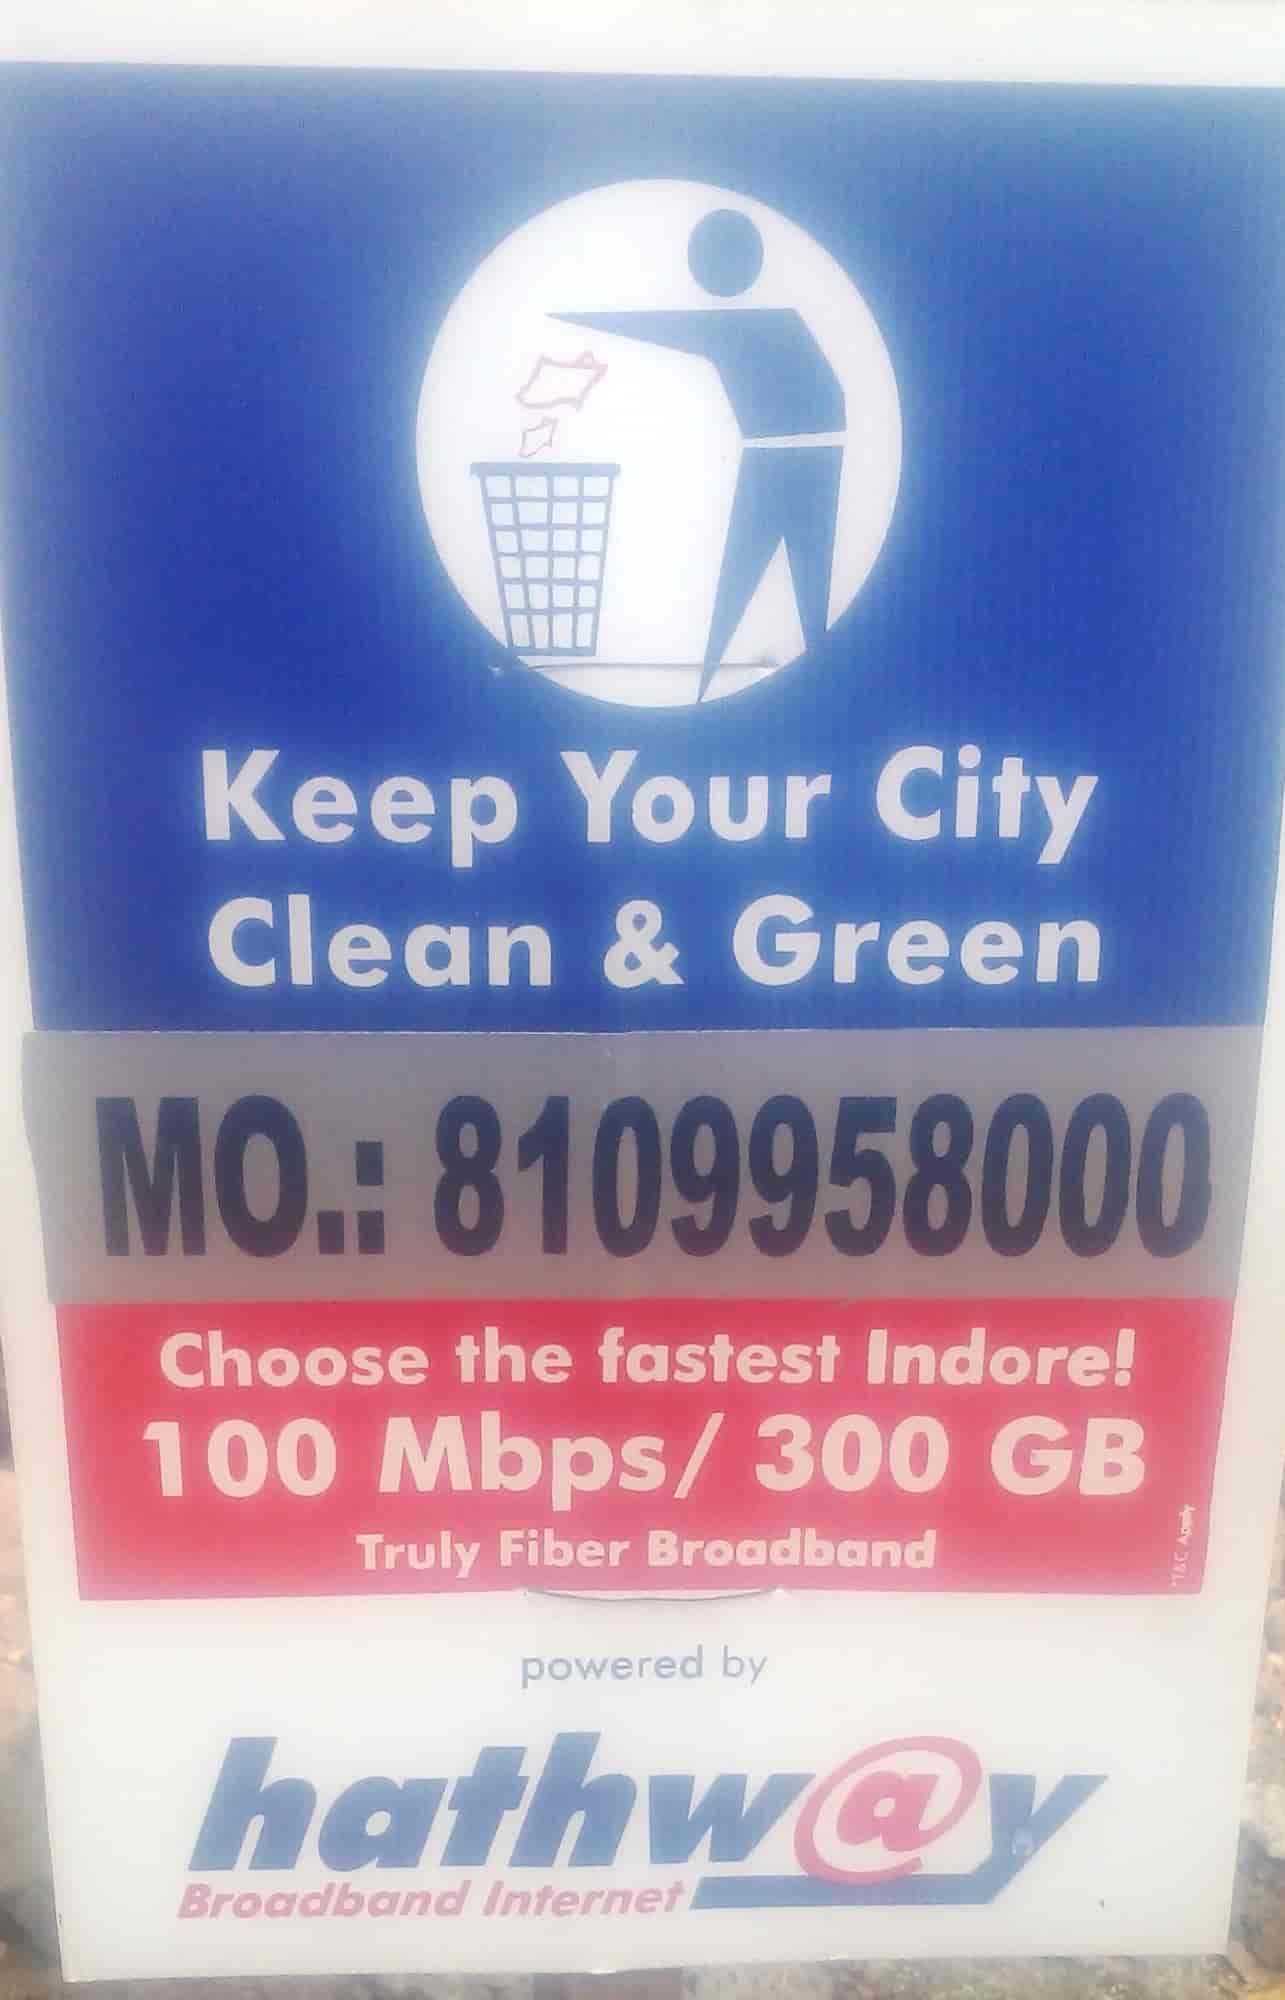 Keep Your City
Clean & Green
MO.: 8109958000
Choose the fastest Indore!
100 Mbps/ 300 GB
Truly Fiber Broadband
*T&C Apply
powered by
hathw@y
Broadband Internet